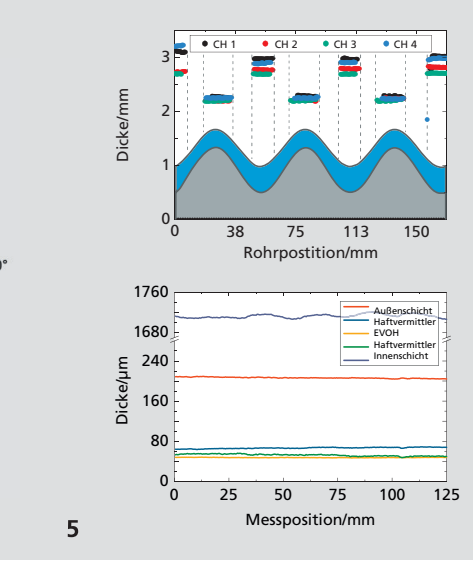 CH 1 CH 2 CH 3 CH 4
3
2
1
0
Dicke/mm
0 38 75 113 150
Rohrpostition/mm
1760
1680
240
160
80
0
Dicke/µm
Außenschicht
Haftvermittler
EVOH
Haftvermittler
Innenschicht
0 25 50 75 100 125
Messposition/mm
5